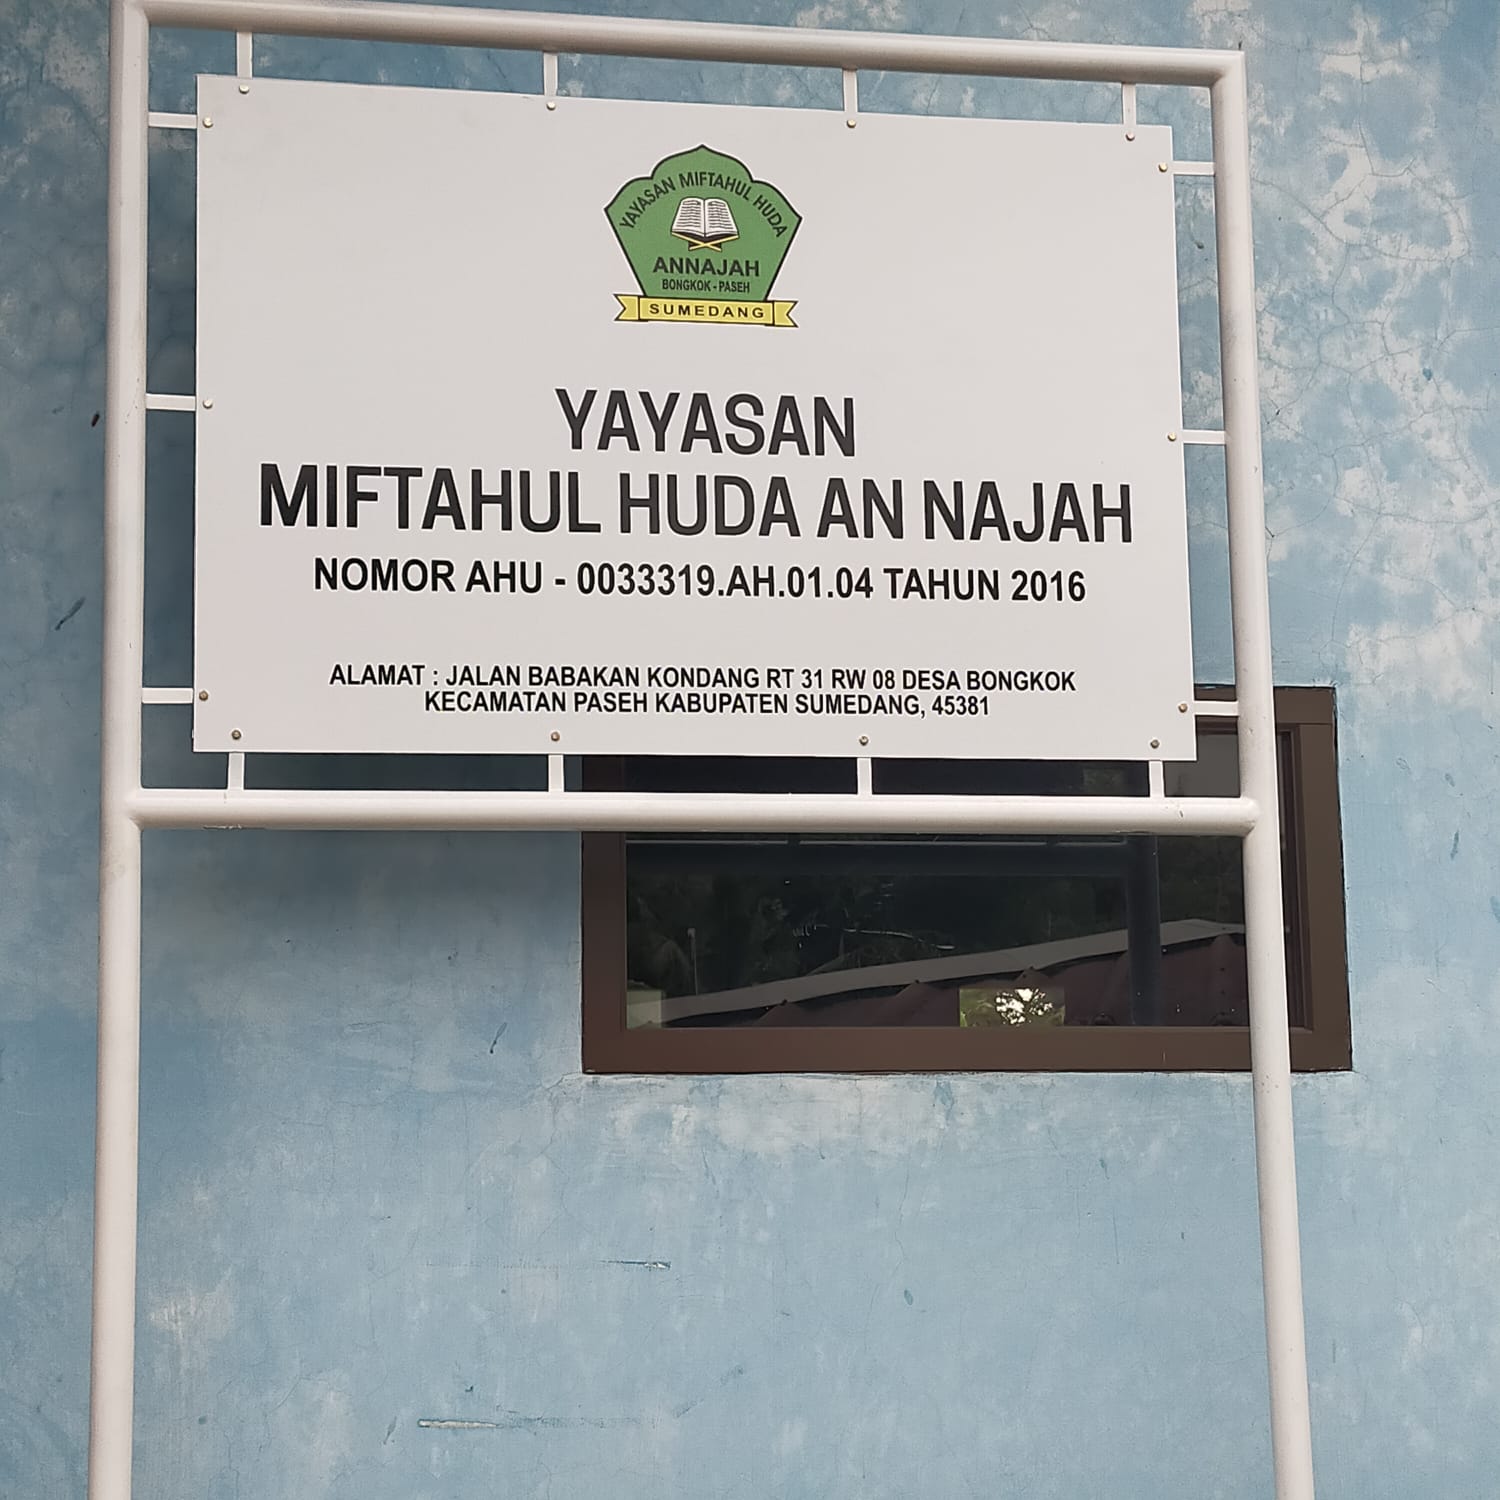 YAYASAN MIFTAHUL HUDA
ANNAJAH
BONGKOK - PASEH
SUMEDANG
YAYASAN
MIFTAHUL HUDA AN NAJAH
NOMOR AHU - 0033319.AH.01.04 TAHUN 2016
ALAMAT : JALAN BABAKAN KONDANG RT 31 RW 08 DESA BONGKOK
KECAMATAN PASEH KABUPATEN SUMEDANG, 45381